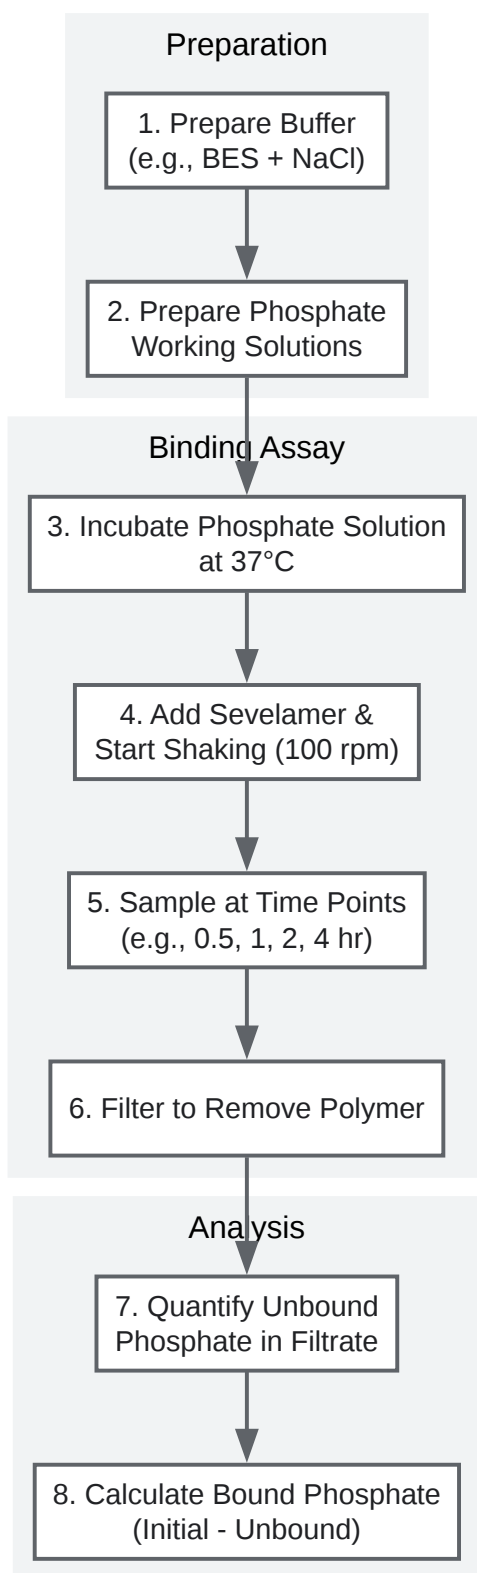 Preparation
1. Prepare Buffer
(e.g., BES + NaCl)
2. Prepare Phosphate
Working Solutions
Binding Assay
3. Incubate Phosphate Solution
at 37°C
4. Add Sevelamer &
Start Shaking (100 rpm)
5. Sample at Time Points
(e.g., 0.5, 1, 2, 4 hr)
6. Filter to Remove Polymer
Analysis
7. Quantify Unbound
Phosphate in Filtrate
8. Calculate Bound Phosphate
(Initial - Unbound)